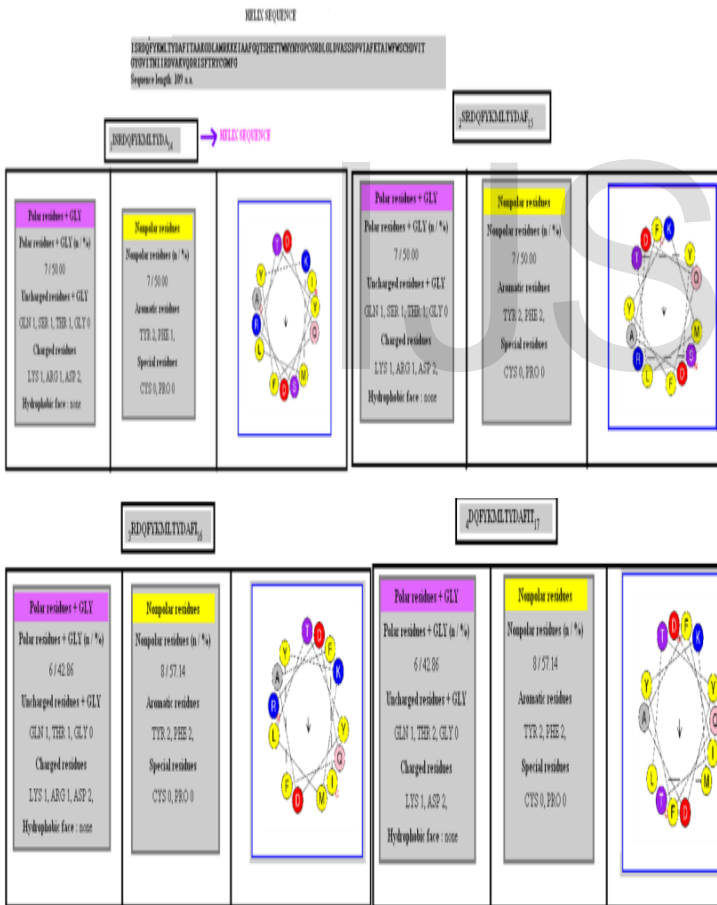 HELIX SEQUENCE
ISRDQFYKMLTYDAFITAAKGDLAWRKKEIAAFQQTSHETTWNYNYGPCGRDLGLDVASSDPVIAFKTAIWFWSCHDVIT
GYGVITNIIRDVAKVQDRISFTRYCGMFG
Sequence length: 109 a.a.
1ISRDQFYKMLTYDA14
HELIX SEQUENCE
2SRDQFYKMLTYDAF15
Polar residues + GLY
Polar residues + GLY (n / %)
7 / 50.00
Uncharged residues + GLY
GLN 1, SER 1, THR 1, GLY 0
Charged residues
LYS 1, ARG 1, ASP 2,
Hydrophobic face : none
Nonpolar residues
Nonpolar residues (n / %)
7 / 50.00
Aromatic residues
TYR 2, PHE 1,
Special residues
CYS 0, PRO 0
T
D
K
Y
I
A
Y
R
Q
L
M
F
D
S
Polar residues + GLY
Polar residues + GLY (n / %)
7 / 50.00
Uncharged residues + GLY
GLN 1, SER 1, THR 1, GLY 0
Charged residues
LYS 1, ARG 1, ASP 2,
Hydrophobic face : none
Nonpolar residues
Nonpolar residues (n / %)
7 / 50.00
Aromatic residues
TYR 2, PHE 2,
Special residues
CYS 0, PRO 0
D
F
K
T
Y
Q
Y
M
A
S
R
D
L
F
IJS
3RDQFYKMLTYDAFI16
4DQFYKMLTYDAFIT17
Polar residues + GLY
Polar residues + GLY (n / %)
6 / 42.86
Uncharged residues + GLY
GLN 1, THR 1, GLY 0
Charged residues
LYS 1, ARG 1, ASP 2,
Hydrophobic face : none
Nonpolar residues
Nonpolar residues (n / %)
8 / 57.14
Aromatic residues
TYR 2, PHE 2,
Special residues
CYS 0, PRO 0
T
D
F
Y
K
A
R
Y
L
Q
F
I
D
M
Polar residues + GLY
Polar residues + GLY (n / %)
6 / 42.86
Uncharged residues + GLY
GLN 1, THR 2, GLY 0
Charged residues
LYS 1, ASP 2,
Hydrophobic face : none
Nonpolar residues
Nonpolar residues (n / %)
8 / 57.14
Aromatic residues
TYR 2, PHE 2,
Special residues
CYS 0, PRO 0
D
F
T
K
Y
Y
A
Q
I
L
M
T
F
D